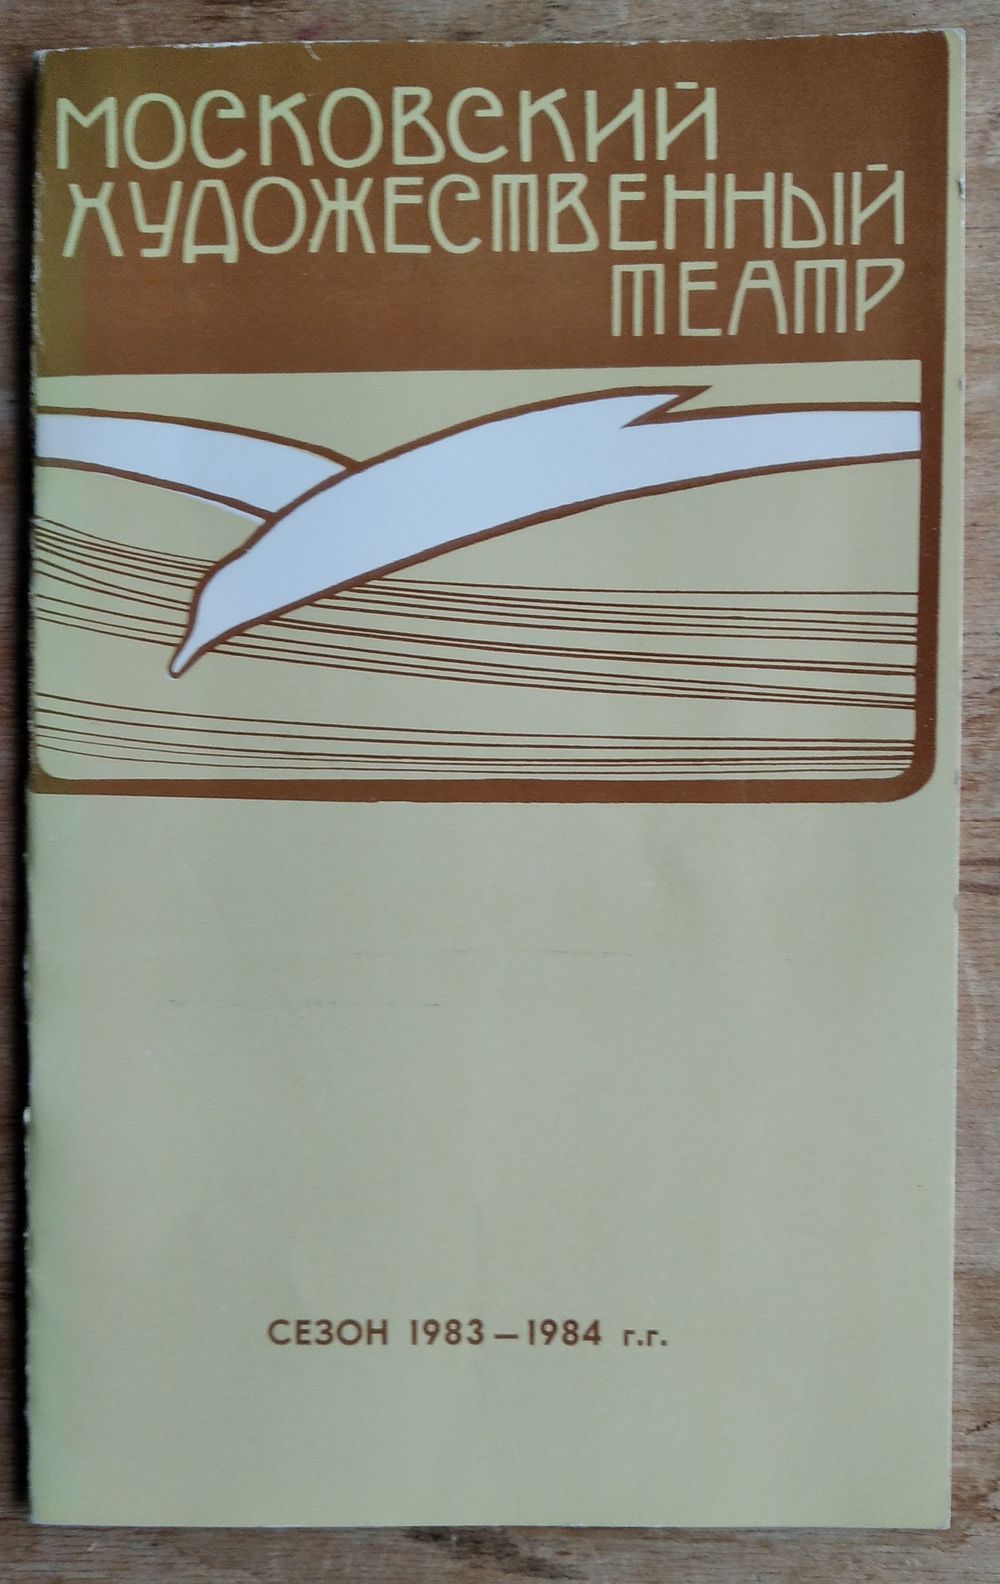 МОСКОВСКИЙ
ХУДОЖЕСТВЕННЫЙ
ТЕАТР
СЕЗОН 1983—1984 г.г.